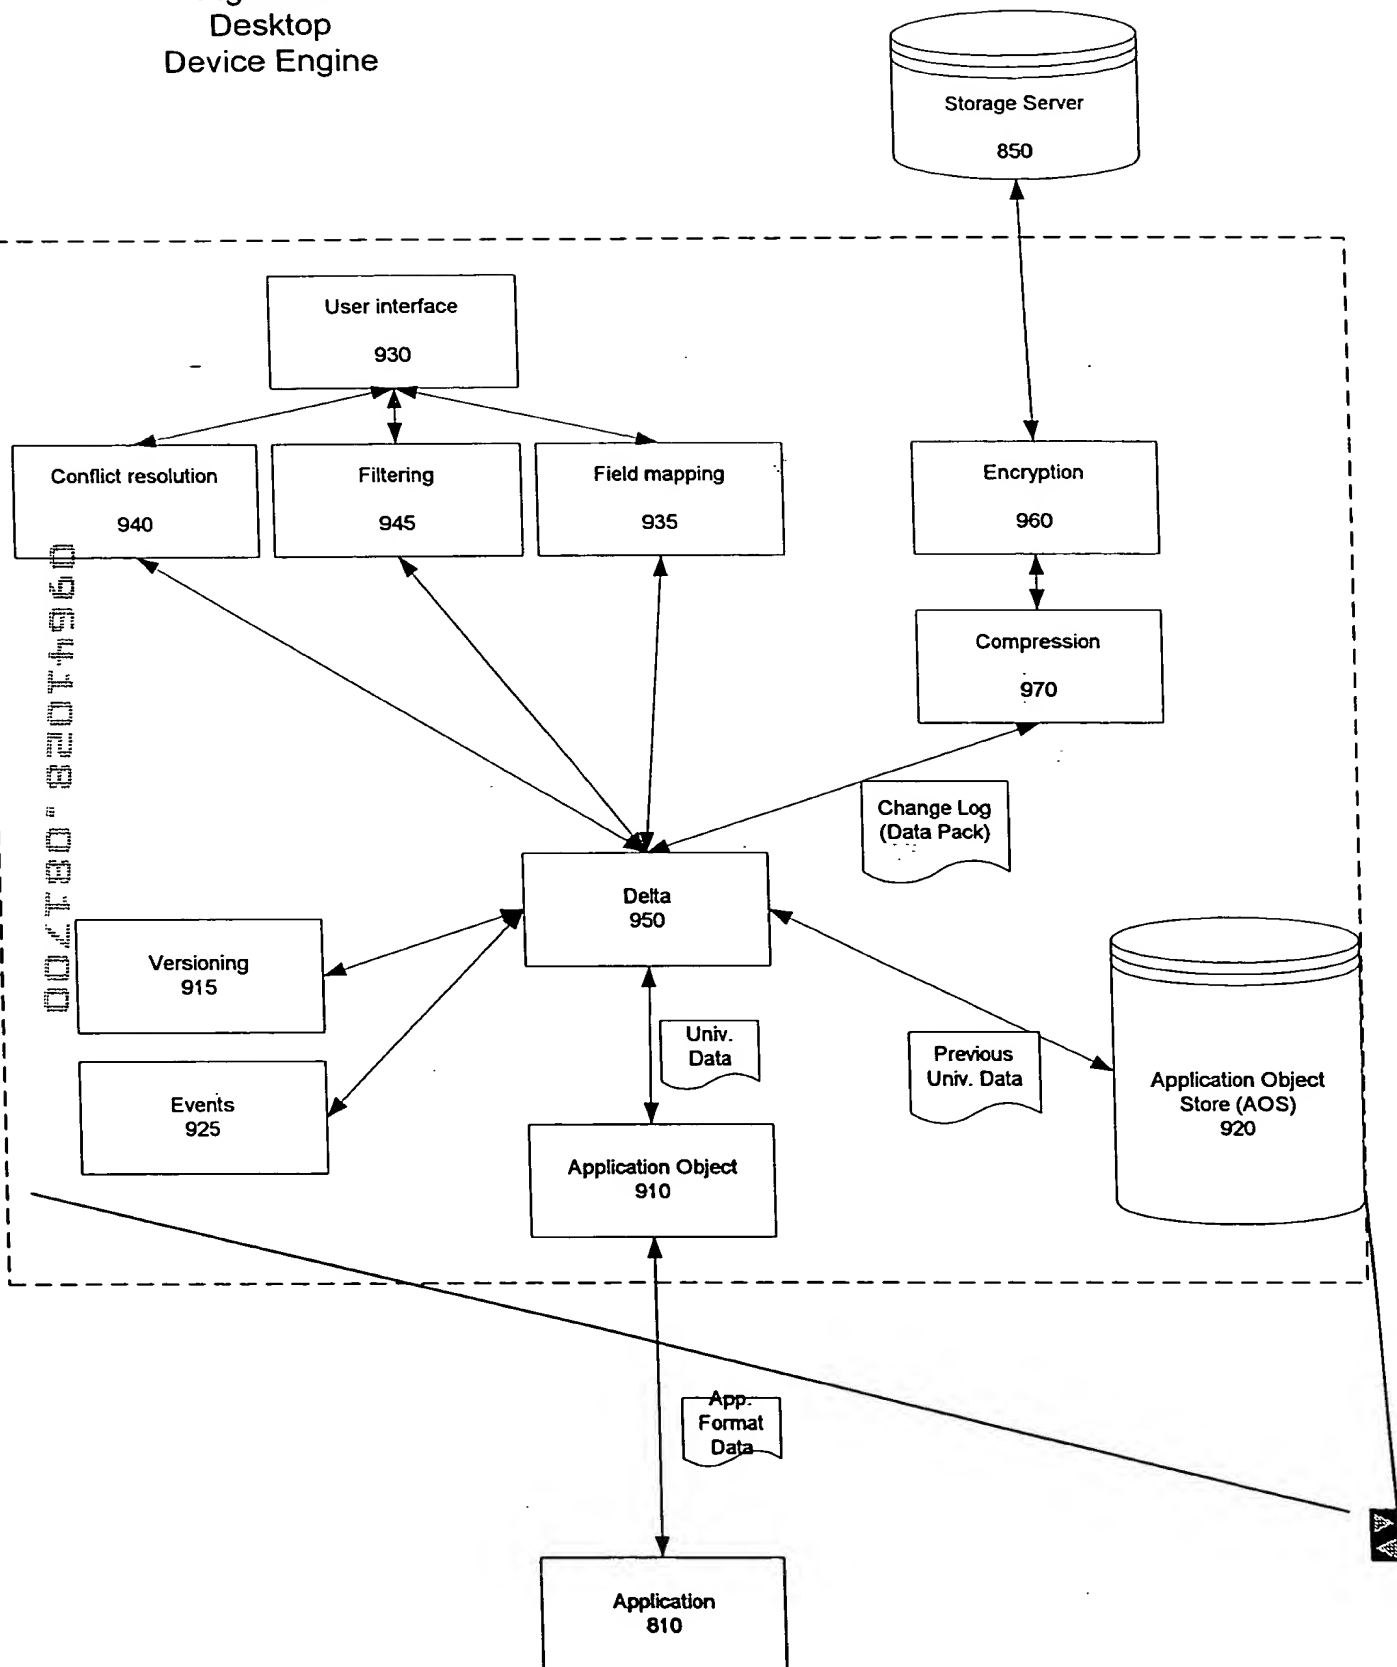 Desktop
Device Engine
Storage Server
850
User interface
930
Conflict resolution
940
Filtering
945
Field mapping
935
Encryption
960
Compression
970
Change Log
(Data Pack)
Delta
950
Versioning
915
Events
925
Univ.
Data
Previous
Univ. Data
Application Object
Store (AOS)
920
Application Object
910
App.
Format
Data
Application
810
09641028.081700